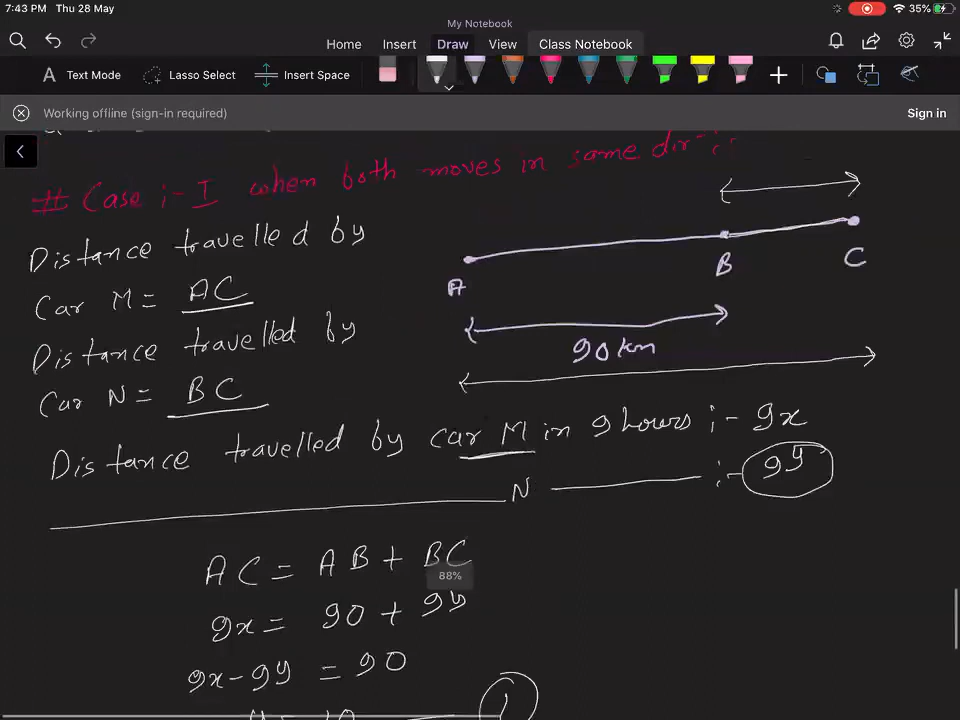 7:43 PM Thu 28 May
35%
My Notebook
Home Insert Draw View Class Notebook
A Text Mode Lasso Select Insert Space
Working offline (sign-in required) Sign in
# Case :- I when both moves in same dirⁿ :-
Distance travelled by
Car M = AC
Distance travelled by
Car N = BC
A B C
90 km
Distance travelled by car M in 9 hours :- 9x
N :- 9y
AC = AB + BC
88%
9x = 90 + 9y
9x - 9y = 90
1